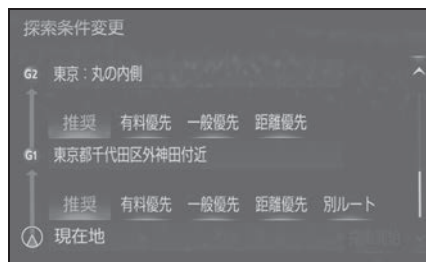 探索条件変更
G2 東京：丸の内側
推奨 有料優先 一般優先 距離優先
G1 東京都千代田区外神田付近
推奨 有料優先 一般優先 距離優先 別ルート
現在地